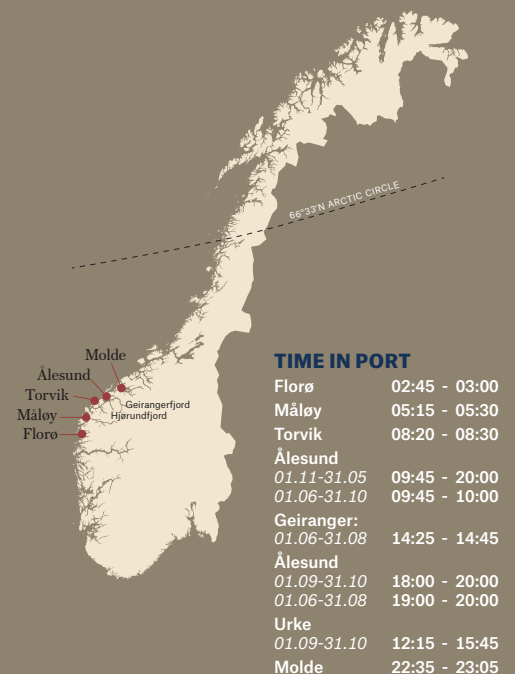 66°33'N ARCTIC CIRCLE
Molde
Ålesund
Torvik
Geirangerfjord
Hjørundfjord
Måløy
Florø
TIME IN PORT
Florø 02:45 - 03:00
Måløy 05:15 - 05:30
Torvik 08:20 - 08:30
Ålesund
01.11-31.05 09:45 - 20:00
01.06-31.10 09:45 - 10:00
Geiranger:
01.06-31.08 14:25 - 14:45
Ålesund
01.09-31.10 18:00 - 20:00
01.06-31.08 19:00 - 20:00
Urke
01.09-31.10 12:15 - 15:45
Molde 22:35 - 23:05